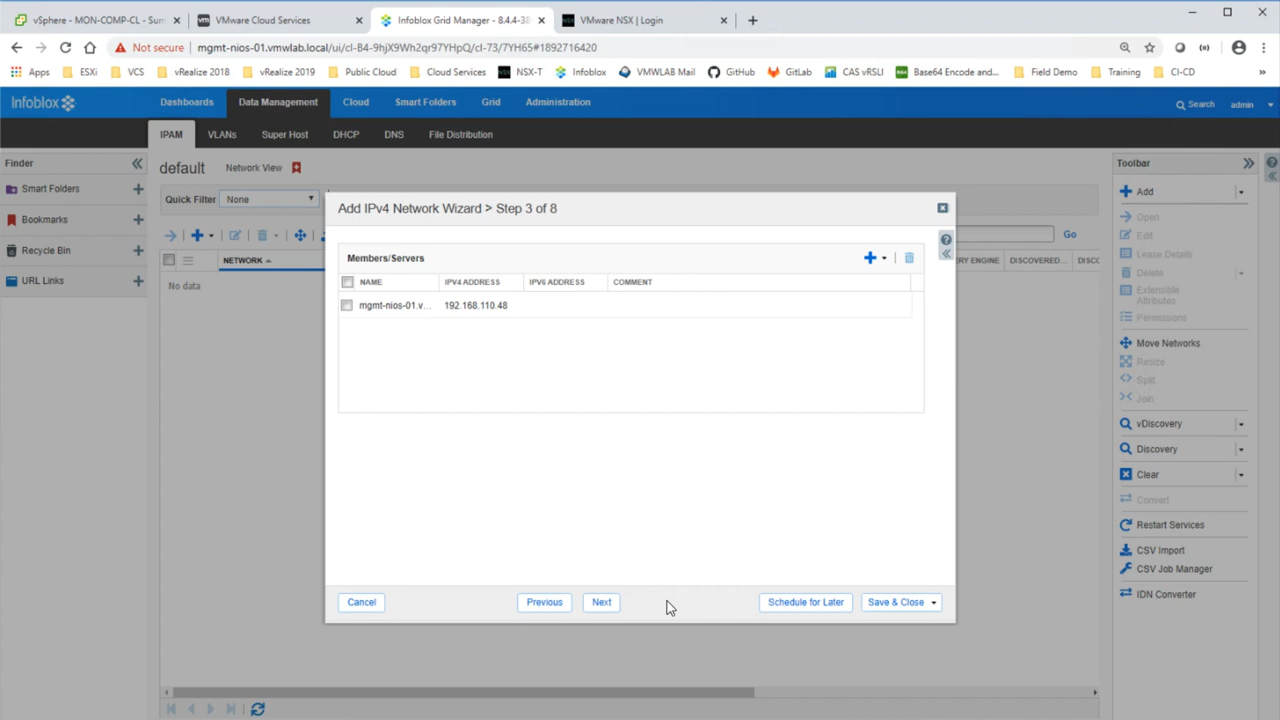 vSphere - MON-COMP-CL - Sum
VMware Cloud Services
Infoblox Grid Manager - 8.4.4-38
VMware NSX | Login
Not secure
mgmt-nios-01.vmwlab.local/ui/cl-B4-9hjX9Wh2qr97YHpQ/cl-73/7YH65#1892716420
Apps
ESXi
VCS
vRealize 2018
vRealize 2019
Public Cloud
Cloud Services
NSX-T
Infoblox
VMWLAB Mail
GitHub
GitLab
CAS vRSLI
Base64 Encode and...
Field Demo
Training
CI-CD
Infoblox
Dashboards
Data Management
Cloud
Smart Folders
Grid
Administration
Search
admin
IPAM
VLANs
Super Host
DHCP
DNS
File Distribution
Finder
Smart Folders
Bookmarks
Recycle Bin
URL Links
default
Network View
Quick Filter
None
Go
NETWORK
RY ENGINE
DISCOVERED...
DISCC
No data
Add IPv4 Network Wizard > Step 3 of 8
Members/Servers
NAME
IPV4 ADDRESS
IPV6 ADDRESS
COMMENT
mgmt-nios-01.v...
192.168.110.48
Cancel
Previous
Next
Schedule for Later
Save & Close
Toolbar
Add
Open
Edit
Lease Details
Delete
Extensible
Attributes
Permissions
Move Networks
Resize
Split
Join
vDiscovery
Discovery
Clear
Convert
Restart Services
CSV Import
CSV Job Manager
IDN Converter